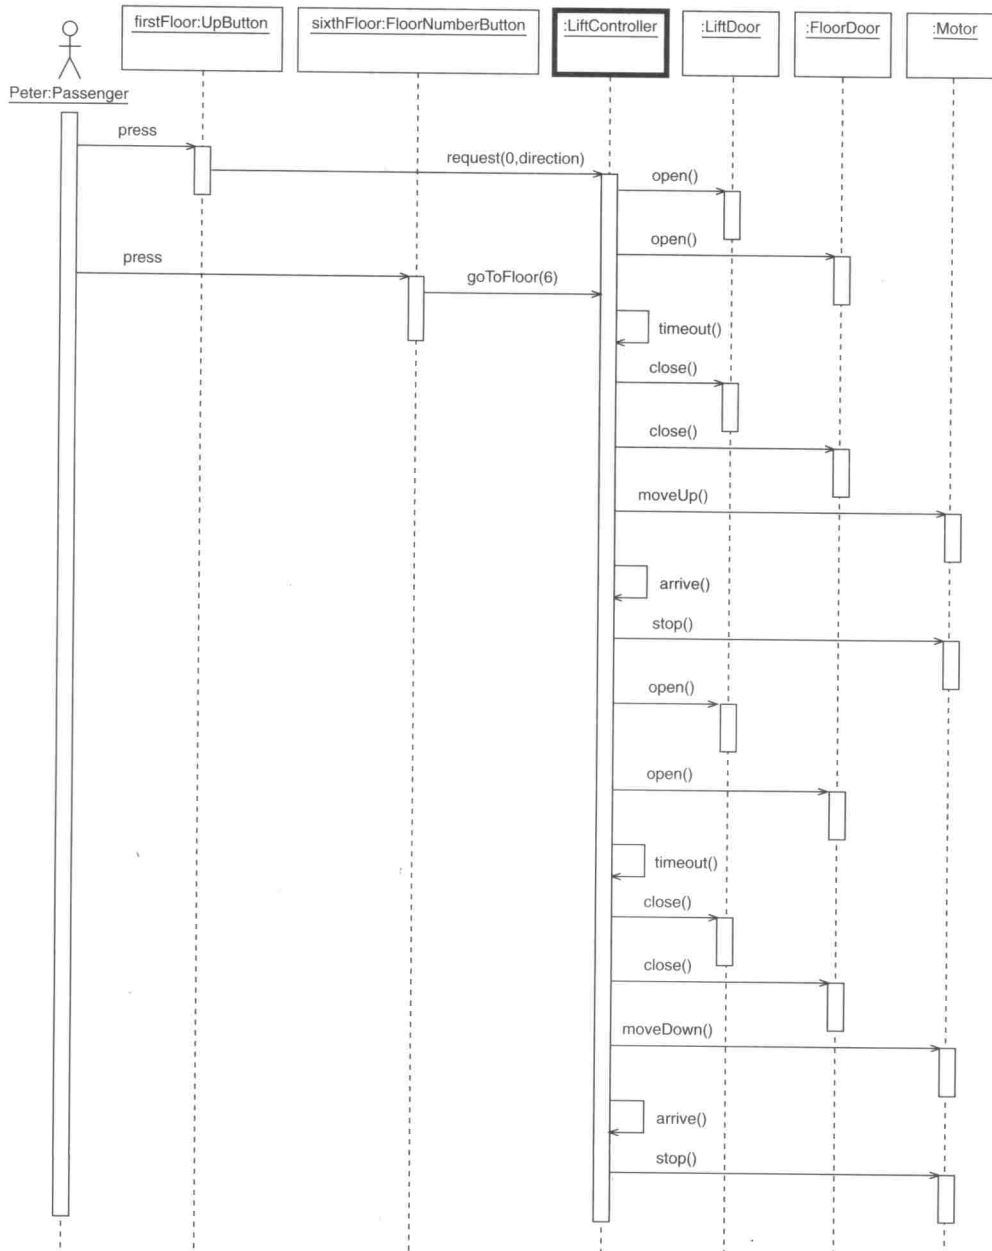 firstFloor:UpButton
sixthFloor:FloorNumberButton
:LiftController
:LiftDoor
:FloorDoor
:Motor
Peter:Passenger
press
request(0,direction)
open()
open()
press
goToFloor(6)
timeout()
close()
close()
moveUp()
arrive()
stop()
open()
open()
timeout()
close()
close()
moveDown()
arrive()
stop()